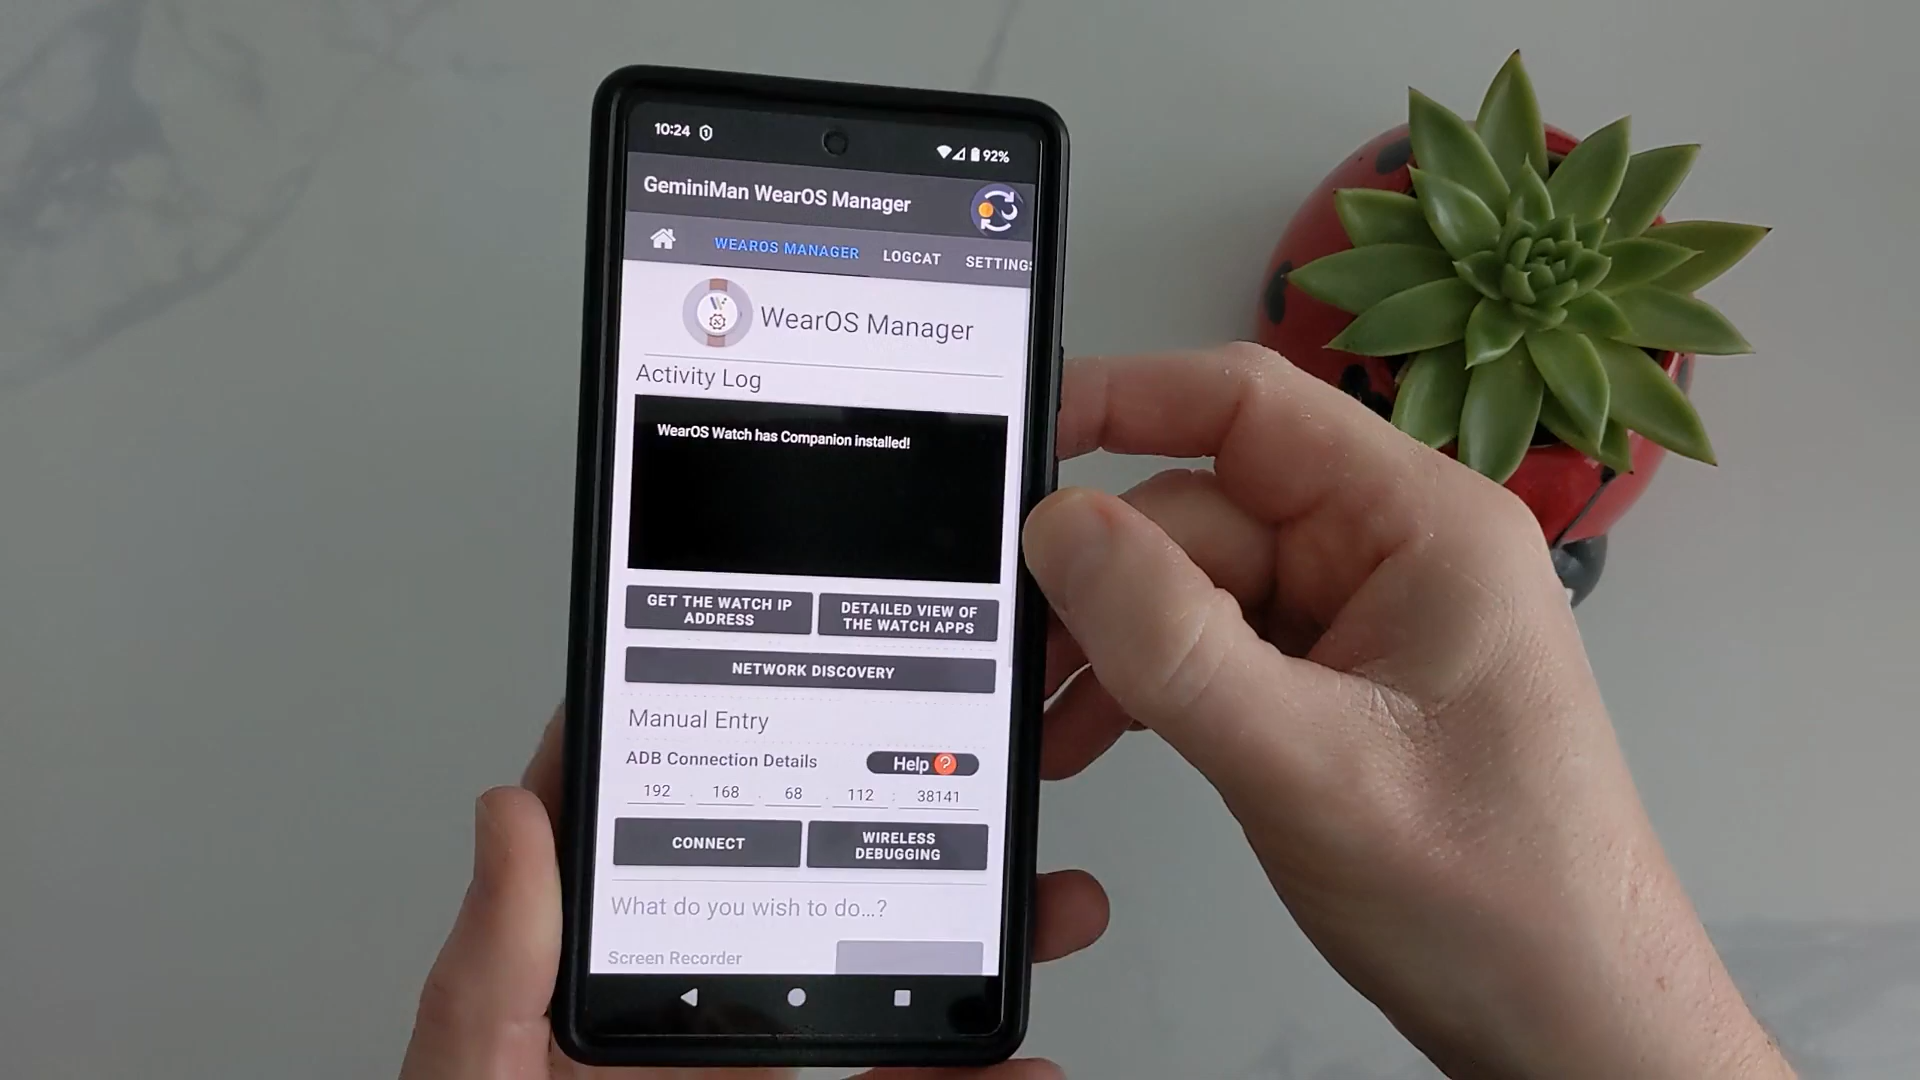 10:24
92%
GeminiMan WearOS Manager
WEAROS MANAGER LOGCAT SETTINGS
WearOS Manager
Activity Log
WearOS Watch has Companion installed!
GET THE WATCH IP
ADDRESS
DETAILED VIEW OF
THE WATCH APPS
NETWORK DISCOVERY
Manual Entry
ADB Connection Details
Help ?
192 . 168 . 68 . 112 : 38141
CONNECT
WIRELESS
DEBUGGING
What do you wish to do...?
Screen Recorder